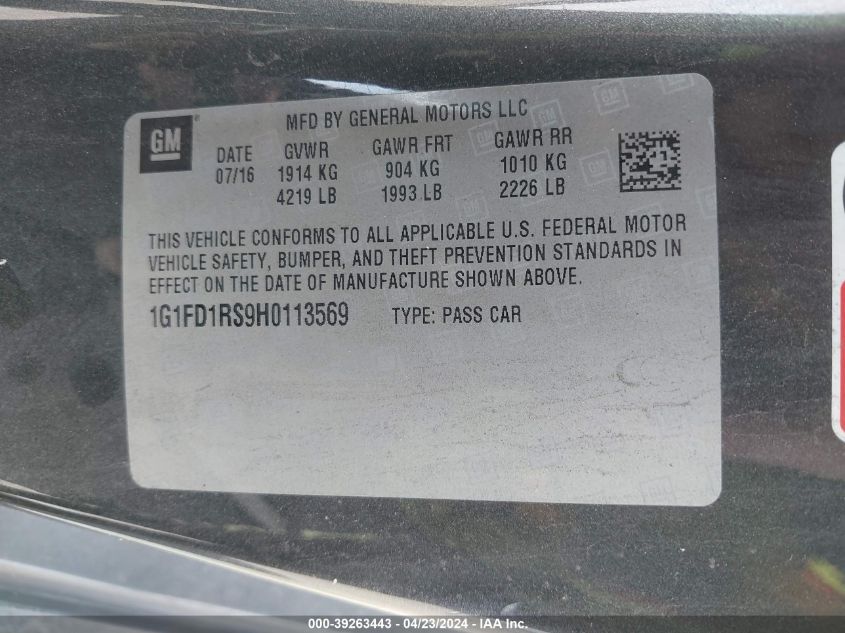 GM
MFD BY GENERAL MOTORS LLC
DATE GVWR GAWR FRT GAWR RR
07/16 1914 KG 904 KG 1010 KG
4219 LB 1993 LB 2226 LB
THIS VEHICLE CONFORMS TO ALL APPLICABLE U.S. FEDERAL MOTOR
VEHICLE SAFETY, BUMPER, AND THEFT PREVENTION STANDARDS IN
EFFECT ON THE DATE OF MANUFACTURE SHOWN ABOVE.
1G1FD1RS9H0113569 TYPE: PASS CAR
000-39263443 - 04/23/2024 - IAA Inc.